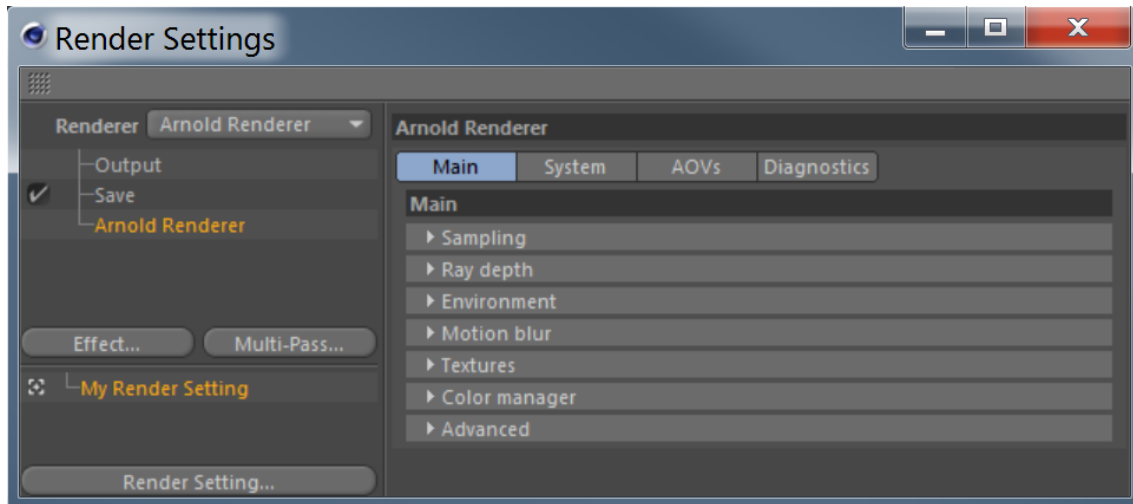 Render Settings
Renderer Arnold Renderer
Output
Save
Arnold Renderer
Effect... Multi-Pass...
My Render Setting
Render Setting...
Arnold Renderer
Main System AOVs Diagnostics
Main
Sampling
Ray depth
Environment
Motion blur
Textures
Color manager
Advanced